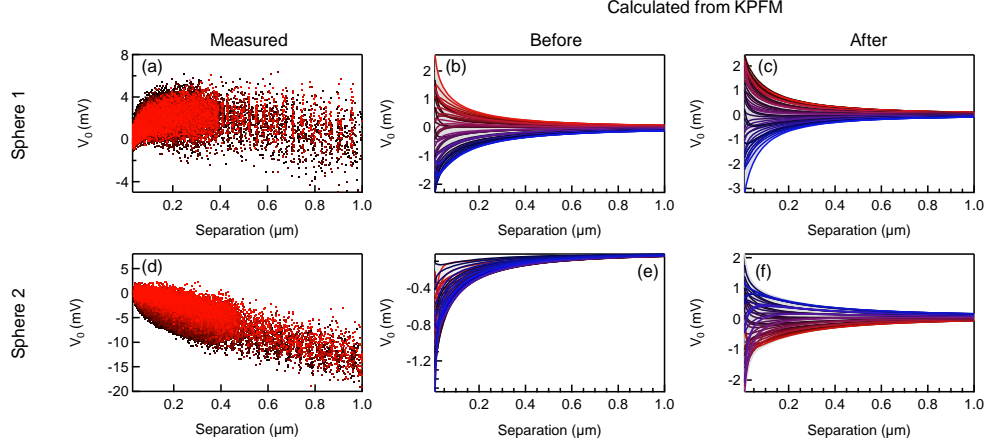 Calculated from KPFM
Measured
Before
After
Sphere 1
(a)
V0 (mV)
8
4
0
-4
0.2 0.4 0.6 0.8 1.0
Separation (µm)
(b)
V0 (mV)
2
1
0
-1
-2
0.2 0.4 0.6 0.8 1.0
Separation (µm)
(c)
V0 (mV)
2
1
0
-1
-2
-3
0.2 0.4 0.6 0.8 1.0
Separation (µm)
Sphere 2
(d)
V0 (mV)
5
0
-5
-10
-15
-20
0.2 0.4 0.6 0.8 1.0
Separation (µm)
(e)
V0 (mV)
-0.4
-0.8
-1.2
0.2 0.4 0.6 0.8 1.0
Separation (µm)
(f)
V0 (mV)
2
1
0
-1
-2
0.2 0.4 0.6 0.8 1.0
Separation (µm)